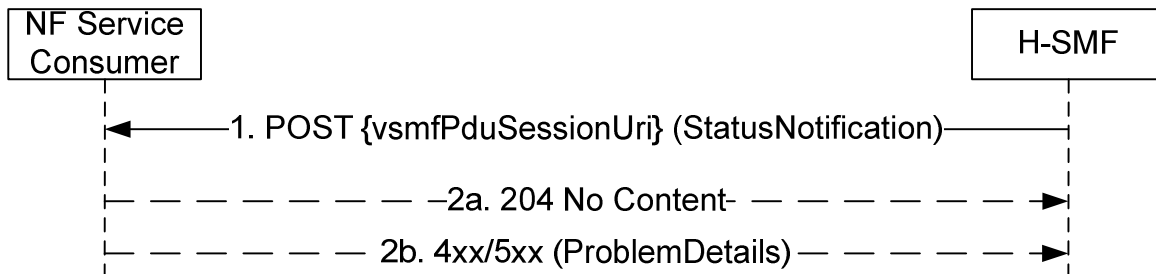 NF Service
Consumer
H-SMF
1. POST {vsmfPduSessionUri} (StatusNotification)
2a. 204 No Content
2b. 4xx/5xx (ProblemDetails)